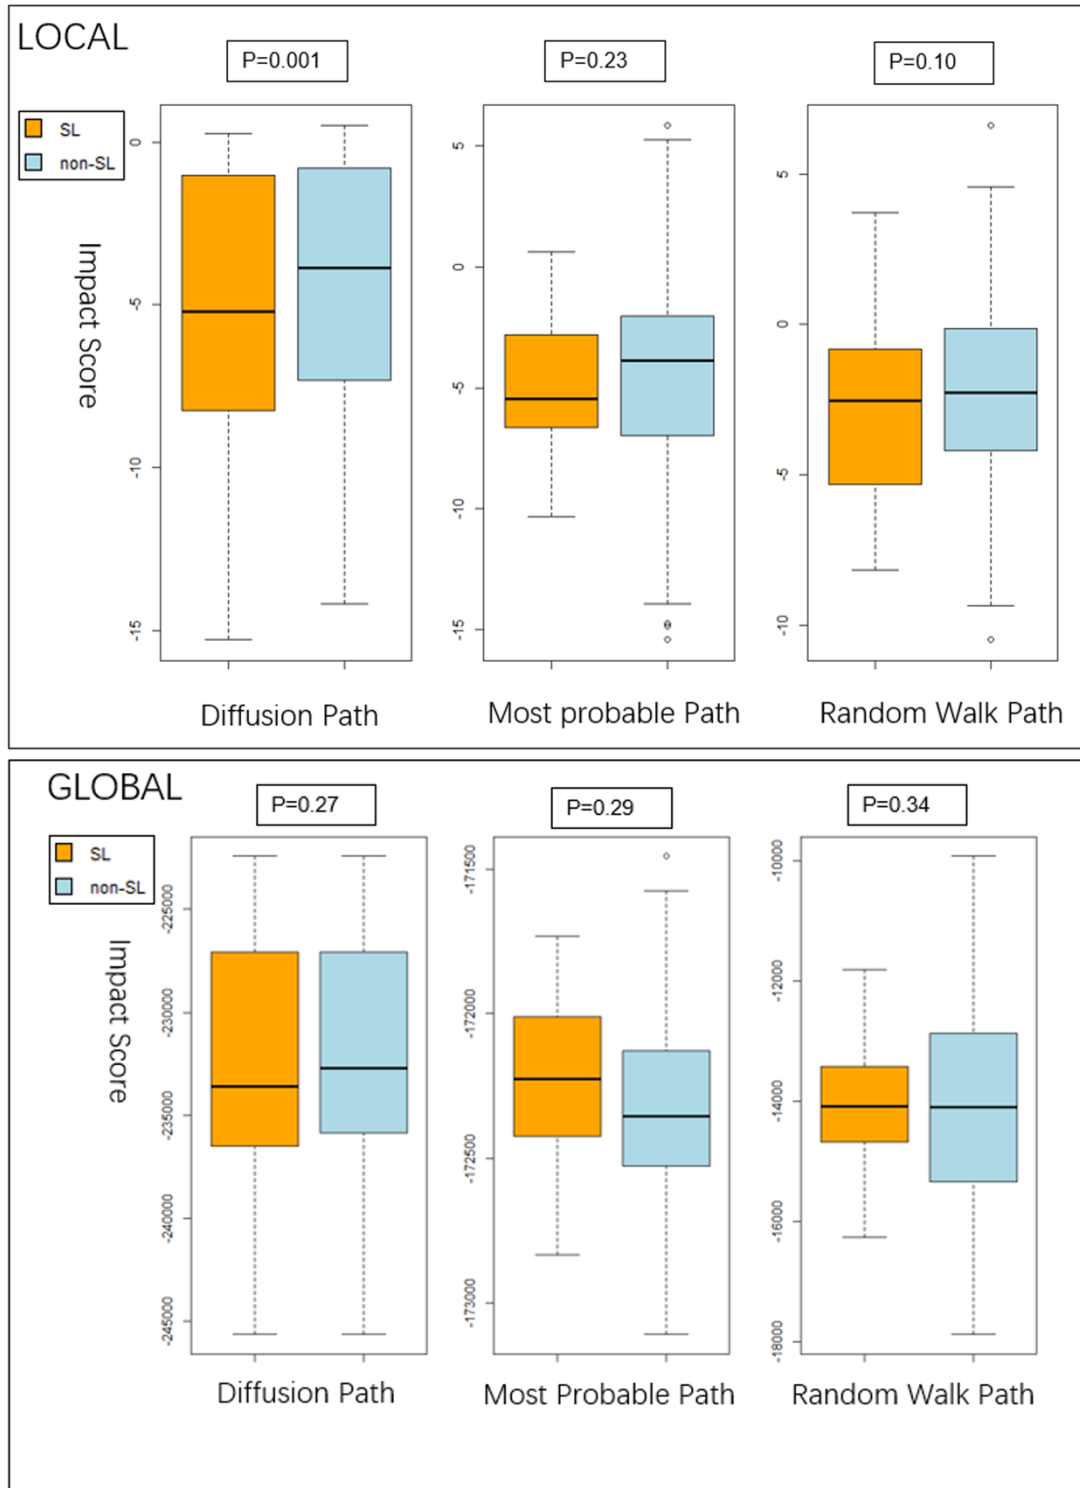 LOCAL
P=0.001
P=0.23
P=0.10
SL
non-SL
Impact Score
0
-5
-10
-15
5
0
-5
-10
-15
5
0
-5
-10
Diffusion Path
Most probable Path
Random Walk Path
GLOBAL
P=0.27
P=0.29
P=0.34
SL
non-SL
Impact Score
-225000
-230000
-235000
-240000
-245000
-171500
-172000
-172500
-173000
-10000
-12000
-14000
-16000
-18000
Diffusion Path
Most Probable Path
Random Walk Path